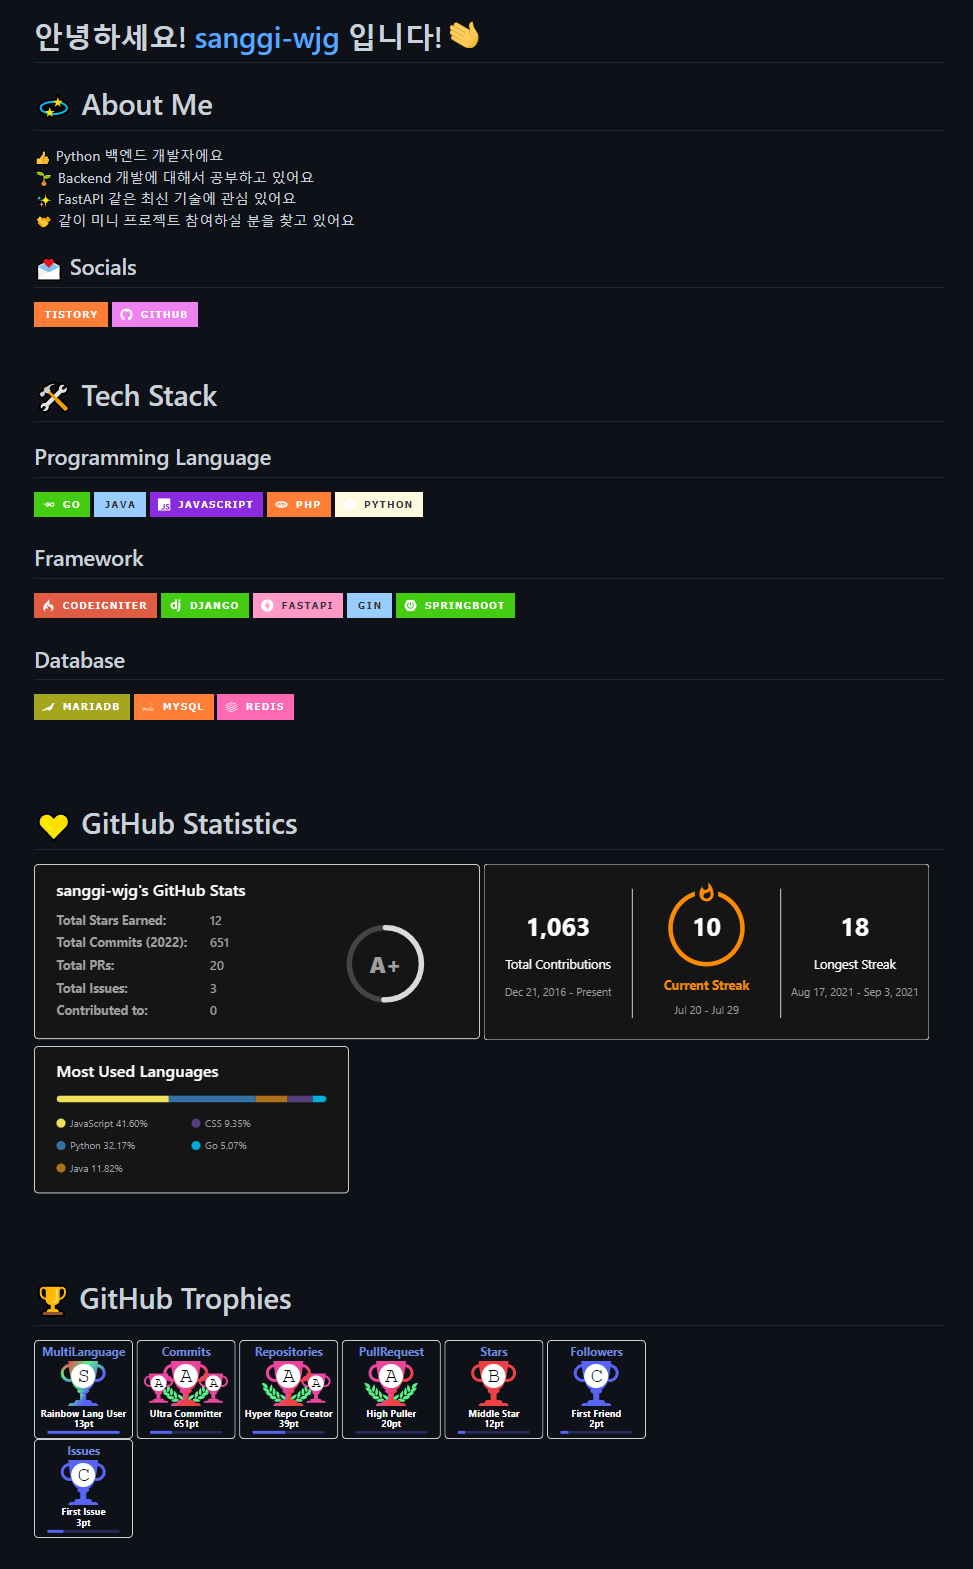 안녕하세요! sanggi-wjg 입니다!
About Me
Python 백엔드 개발자에요
Backend 개발에 대해서 공부하고 있어요
FastAPI 같은 최신 기술에 관심 있어요
같이 미니 프로젝트 참여하실 분을 찾고 있어요
Socials
TISTORY GITHUB
Tech Stack
Programming Language
GO JAVA JAVASCRIPT PHP PYTHON
Framework
CODEIGNITER DJANGO FASTAPI GIN SPRINGBOOT
Database
MARIADB MYSQL REDIS
GitHub Statistics
sanggi-wjg's GitHub Stats
Total Stars Earned: 12
Total Commits (2022): 651
Total PRs: 20
Total Issues: 3
Contributed to: 0
A+
1,063
Total Contributions
Dec 21, 2016 - Present
10
Current Streak
Jul 20 - Jul 29
18
Longest Streak
Aug 17, 2021 - Sep 3, 2021
Most Used Languages
JavaScript 41.60% CSS 9.35%
Python 32.17% Go 5.07%
Java 11.82%
GitHub Trophies
MultiLanguage
S
Rainbow Lang User
13pt
Commits
A A A
Ultra Committer
651pt
Repositories
A A
Hyper Repo Creator
39pt
PullRequest
A
High Puller
20pt
Stars
B
Middle Star
12pt
Followers
C
First Friend
2pt
Issues
C
First Issue
3pt